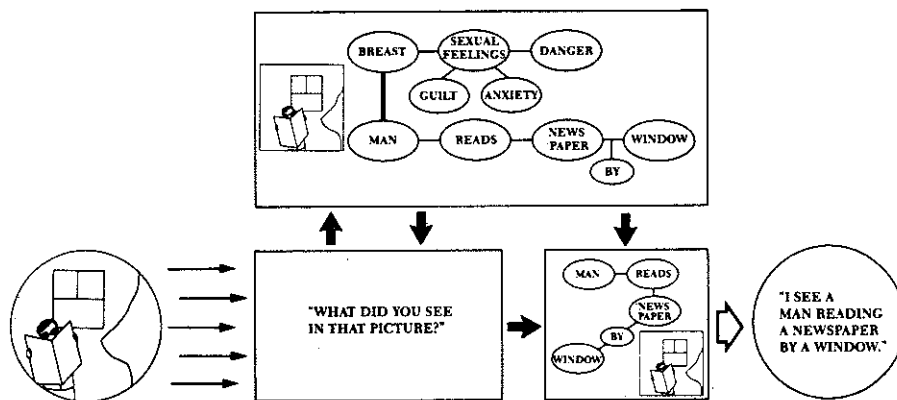 BREAST
SEXUAL
FEELINGS
DANGER
GUILT
ANXIETY
MAN
READS
NEWS
PAPER
WINDOW
BY
"WHAT DID YOU SEE
IN THAT PICTURE?"
MAN
READS
NEWS
PAPER
BY
WINDOW
"I SEE A
MAN READING
A NEWSPAPER
BY A WINDOW."